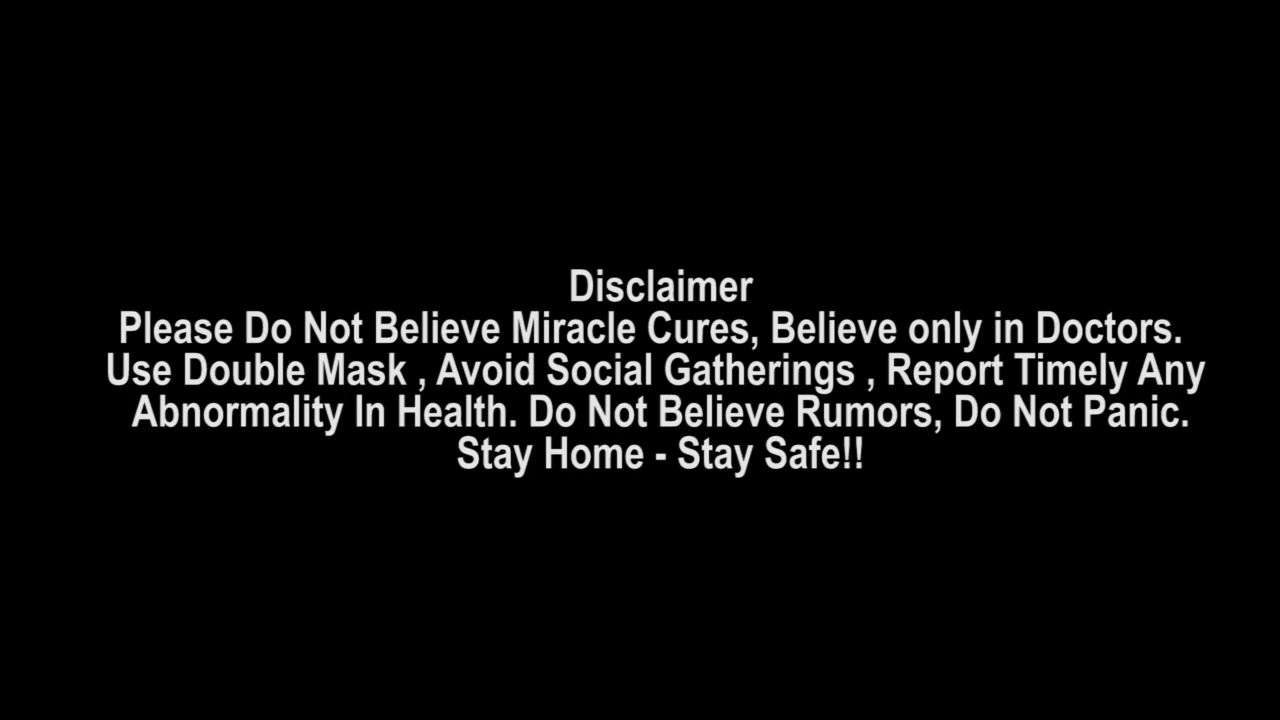 Disclaimer
Please Do Not Believe Miracle Cures, Believe only in Doctors.
Use Double Mask , Avoid Social Gatherings , Report Timely Any
Abnormality In Health. Do Not Believe Rumors, Do Not Panic.
Stay Home - Stay Safe!!